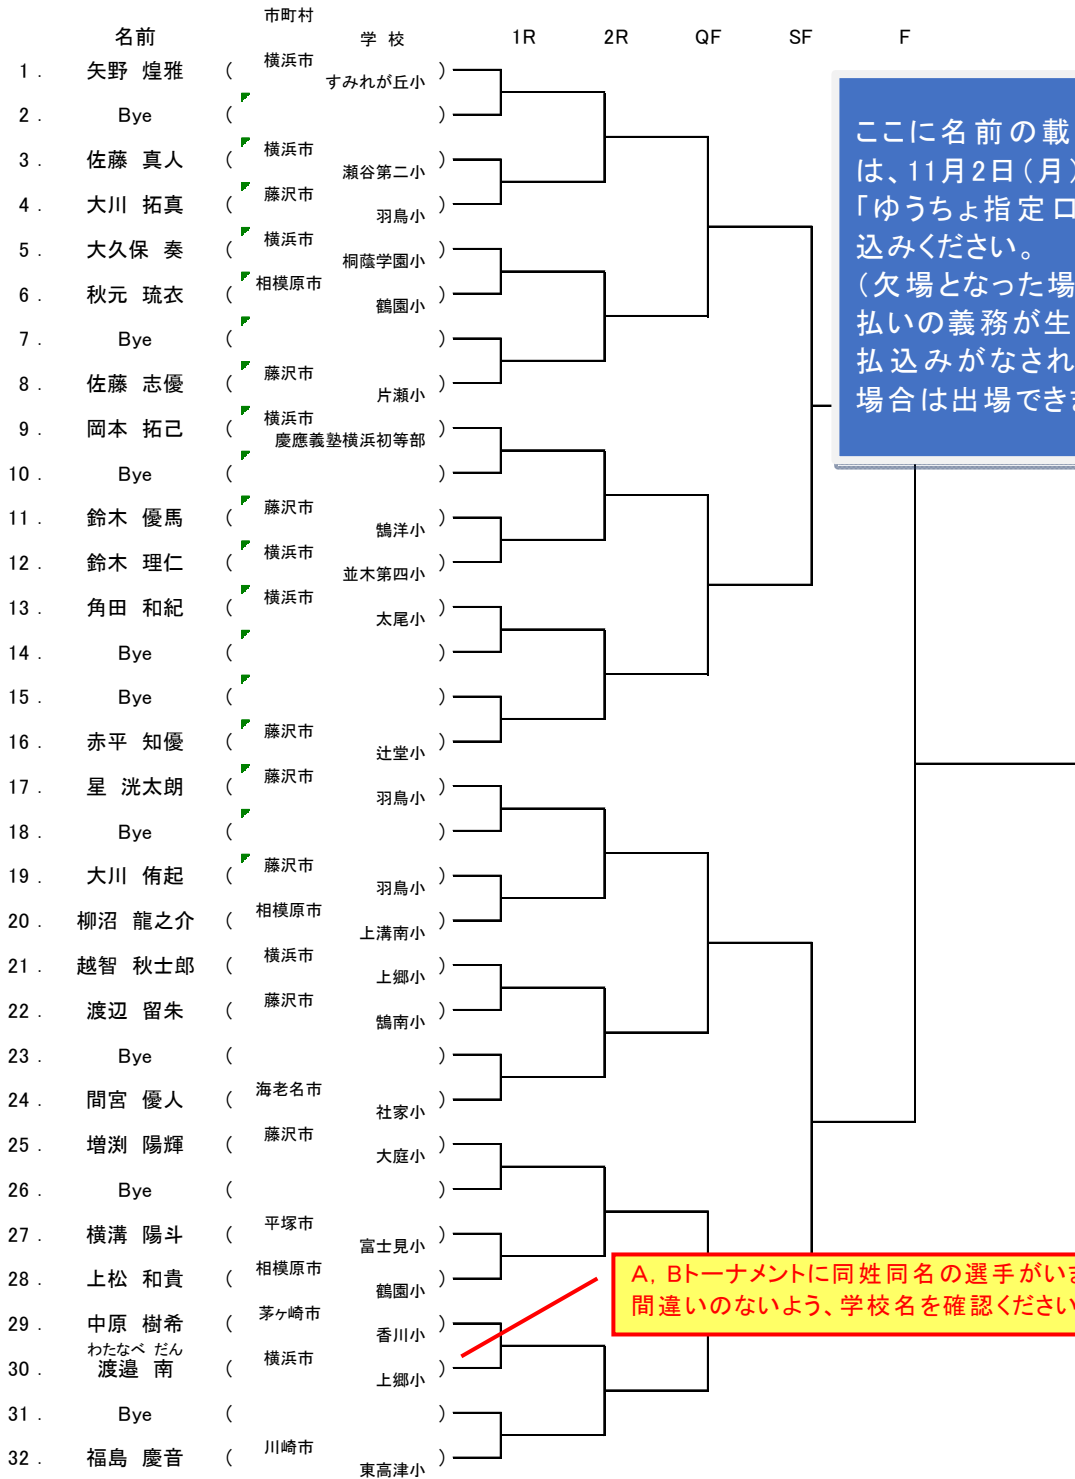 市町村
名前 学 校 1R 2R QF SF F
1. 矢野 煌雅 ( 横浜市 すみれが丘小 )
2. Bye ( )
3. 佐藤 真人 ( 横浜市 瀬谷第二小 )
4. 大川 拓真 ( 藤沢市 羽鳥小 )
5. 大久保 奏 ( 横浜市 桐蔭学園小 )
6. 秋元 琉衣 ( 相模原市 鶴園小 )
7. Bye ( )
8. 佐藤 志優 ( 藤沢市 片瀬小 )
9. 岡本 拓己 ( 横浜市 慶應義塾横浜初等部 )
10. Bye ( )
11. 鈴木 優馬 ( 藤沢市 鵠洋小 )
12. 鈴木 理仁 ( 横浜市 並木第四小 )
13. 角田 和紀 ( 横浜市 太尾小 )
14. Bye ( )
15. Bye ( )
16. 赤平 知優 ( 藤沢市 辻堂小 )
17. 星 洸太朗 ( 藤沢市 羽鳥小 )
18. Bye ( )
19. 大川 侑起 ( 藤沢市 羽鳥小 )
20. 柳沼 龍之介 ( 相模原市 上溝南小 )
21. 越智 秋士郎 ( 横浜市 上郷小 )
22. 渡辺 留朱 ( 藤沢市 鵠南小 )
23. Bye ( )
24. 間宮 優人 ( 海老名市 社家小 )
25. 増渕 陽輝 ( 藤沢市 大庭小 )
26. Bye ( )
27. 横溝 陽斗 ( 平塚市 富士見小 )
28. 上松 和貴 ( 相模原市 鶴園小 )
29. 中原 樹希 ( 茅ヶ崎市 香川小 )
わたなべ だん
30. 渡邉 南 ( 横浜市 上郷小 )
31. Bye ( )
32. 福島 慶音 ( 川崎市 東高津小 )
ここに名前の載
は、11月2日(月)
「ゆうちょ指定口
込みください。
(欠場となった場
払いの義務が生
払込みがなされ
場合は出場でき
A, Bトーナメントに同姓同名の選手がいま
間違いのないよう、学校名を確認ください